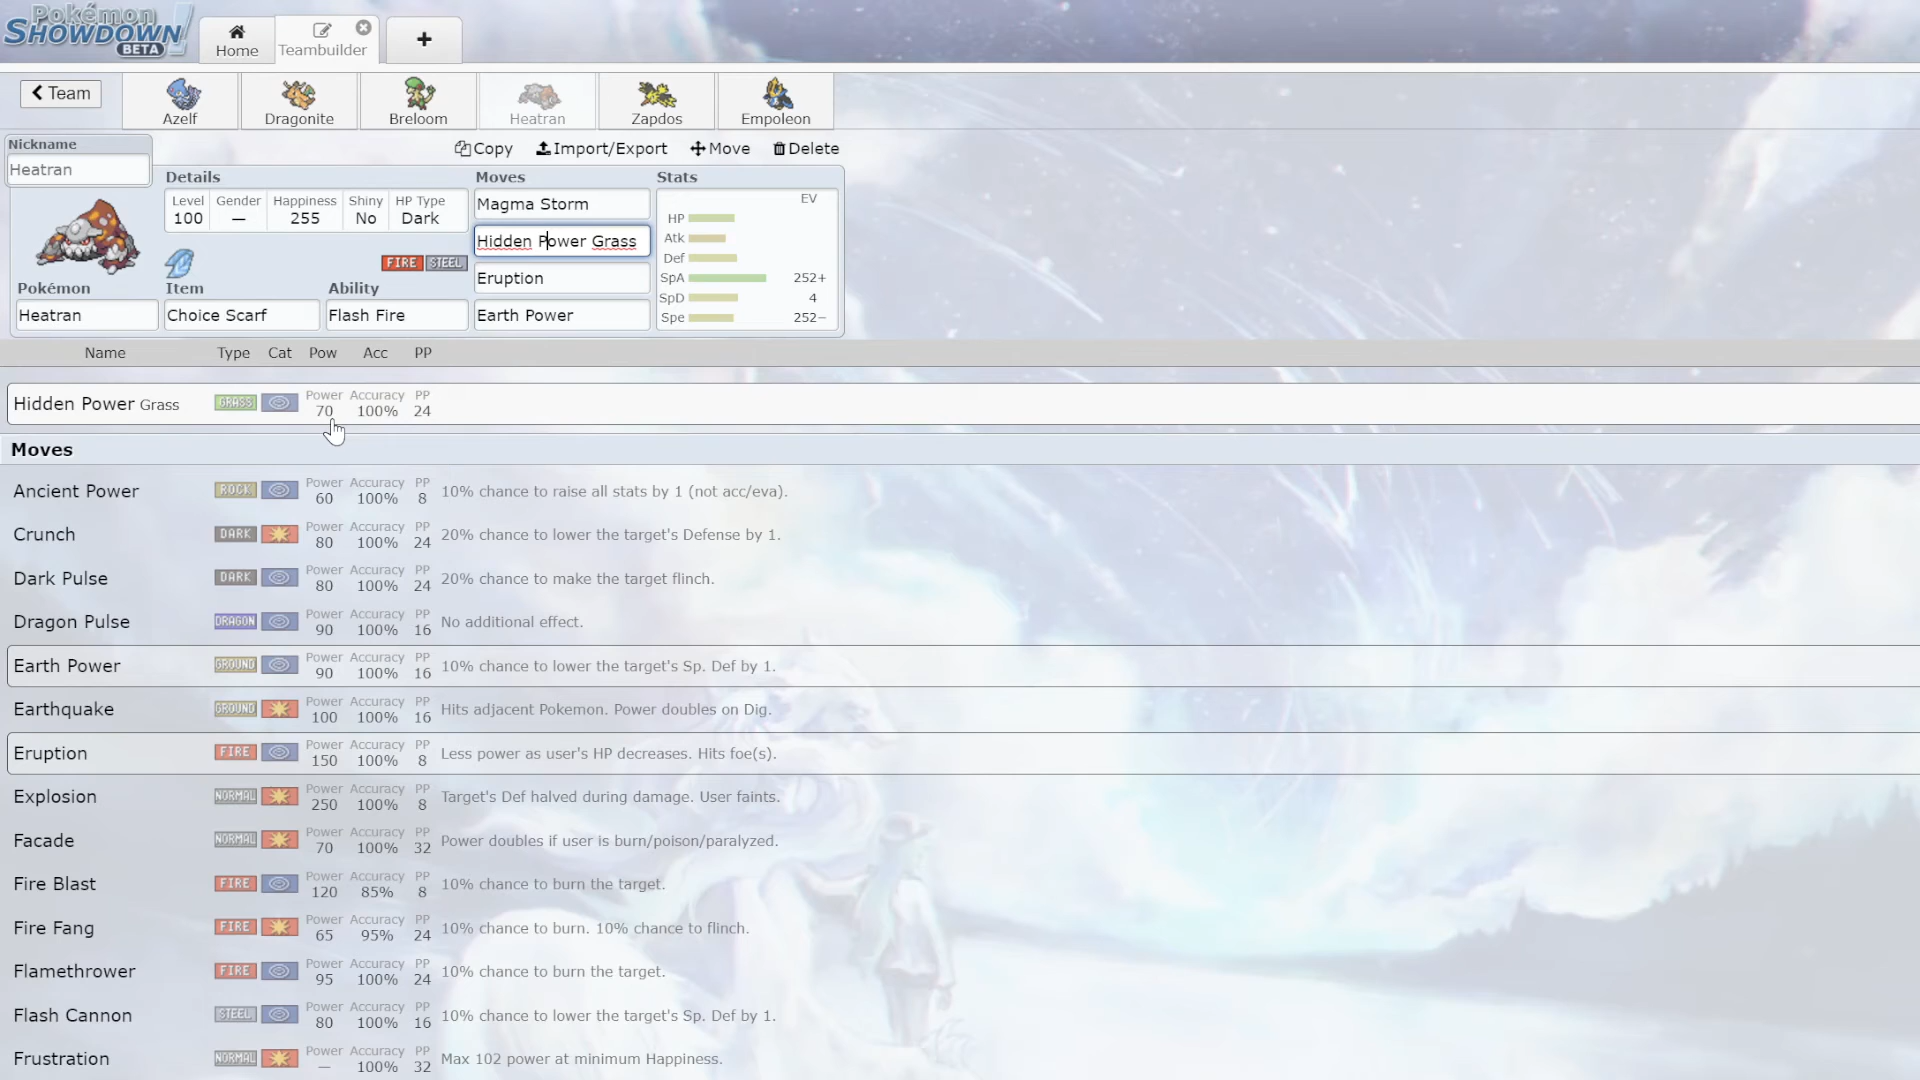 Pokémon
SHOWDOWN!
BETA
Home
Teambuilder
Team
Azelf
Dragonite
Breloom
Heatran
Zapdos
Empoleon
Nickname
Heatran
Copy
Import/Export
Move
Delete
Details
Moves
Stats
Level Gender Happiness Shiny HP Type
100 — 255 No Dark
Magma Storm
Hidden Power Grass
Eruption
Earth Power
EV
HP
Atk
Def
SpA 252+
SpD 4
Spe 252−
FIRE STEEL
Pokémon Item Ability
Heatran Choice Scarf Flash Fire
Name Type Cat Pow Acc PP
Hidden Power Grass GRASS Power Accuracy PP
70 100% 24
Moves
Ancient Power ROCK Power Accuracy PP
60 100% 8 10% chance to raise all stats by 1 (not acc/eva).
Crunch DARK Power Accuracy PP
80 100% 24 20% chance to lower the target's Defense by 1.
Dark Pulse DARK Power Accuracy PP
80 100% 24 20% chance to make the target flinch.
Dragon Pulse DRAGON Power Accuracy PP
90 100% 16 No additional effect.
Earth Power GROUND Power Accuracy PP
90 100% 16 10% chance to lower the target's Sp. Def by 1.
Earthquake GROUND Power Accuracy PP
100 100% 16 Hits adjacent Pokemon. Power doubles on Dig.
Eruption FIRE Power Accuracy PP
150 100% 8 Less power as user's HP decreases. Hits foe(s).
Explosion NORMAL Power Accuracy PP
250 100% 8 Target's Def halved during damage. User faints.
Facade NORMAL Power Accuracy PP
70 100% 32 Power doubles if user is burn/poison/paralyzed.
Fire Blast FIRE Power Accuracy PP
120 85% 8 10% chance to burn the target.
Fire Fang FIRE Power Accuracy PP
65 95% 24 10% chance to burn. 10% chance to flinch.
Flamethrower FIRE Power Accuracy PP
95 100% 24 10% chance to burn the target.
Flash Cannon STEEL Power Accuracy PP
80 100% 16 10% chance to lower the target's Sp. Def by 1.
Frustration NORMAL Power Accuracy PP
— 100% 32 Max 102 power at minimum Happiness.